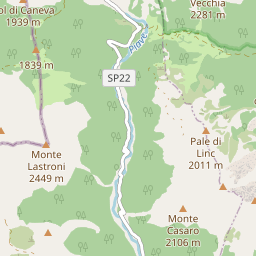 Vecchia
2281 m
ol di Caneva
1939 m
Piave
1839 m
SP22
Pale di
Linc
2011 m
Monte
Lastroni
2449 m
Monte
Casaro
2106 m